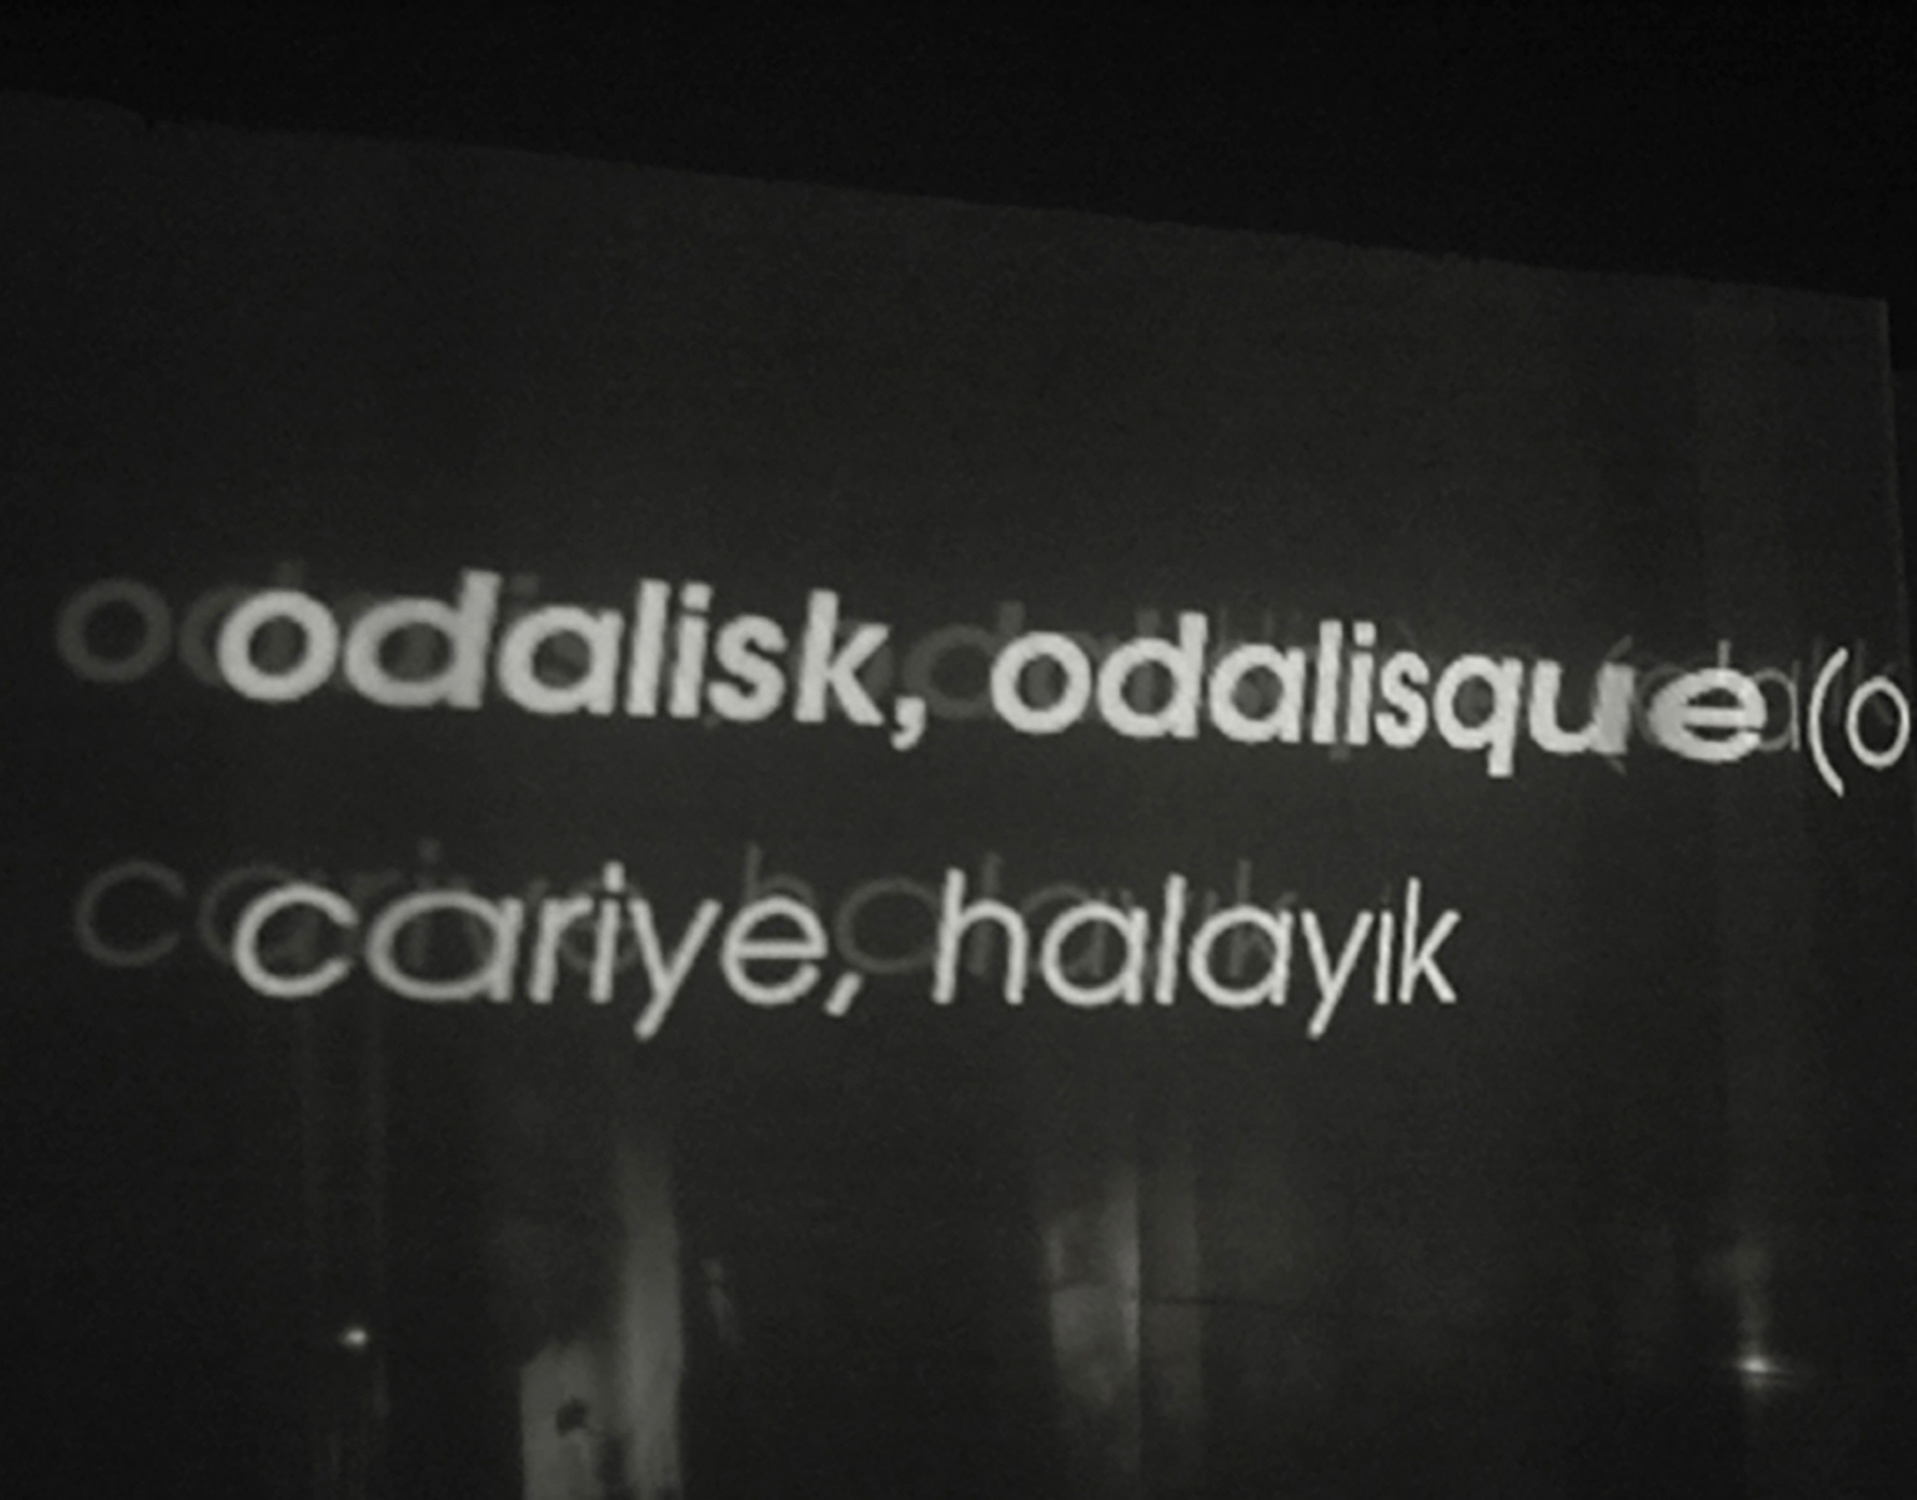 odalisk, odalisque (o
cariye, halayık